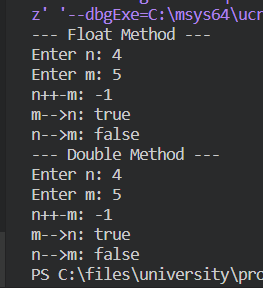 z' '--dbgExe=C:\msys64\ucr
--- Float Method ---
Enter n: 4
Enter m: 5
n++-m: -1
m-->n: true
n-->m: false
--- Double Method ---
Enter n: 4
Enter m: 5
n++-m: -1
m-->n: true
n-->m: false
PS C:\files\university\pro